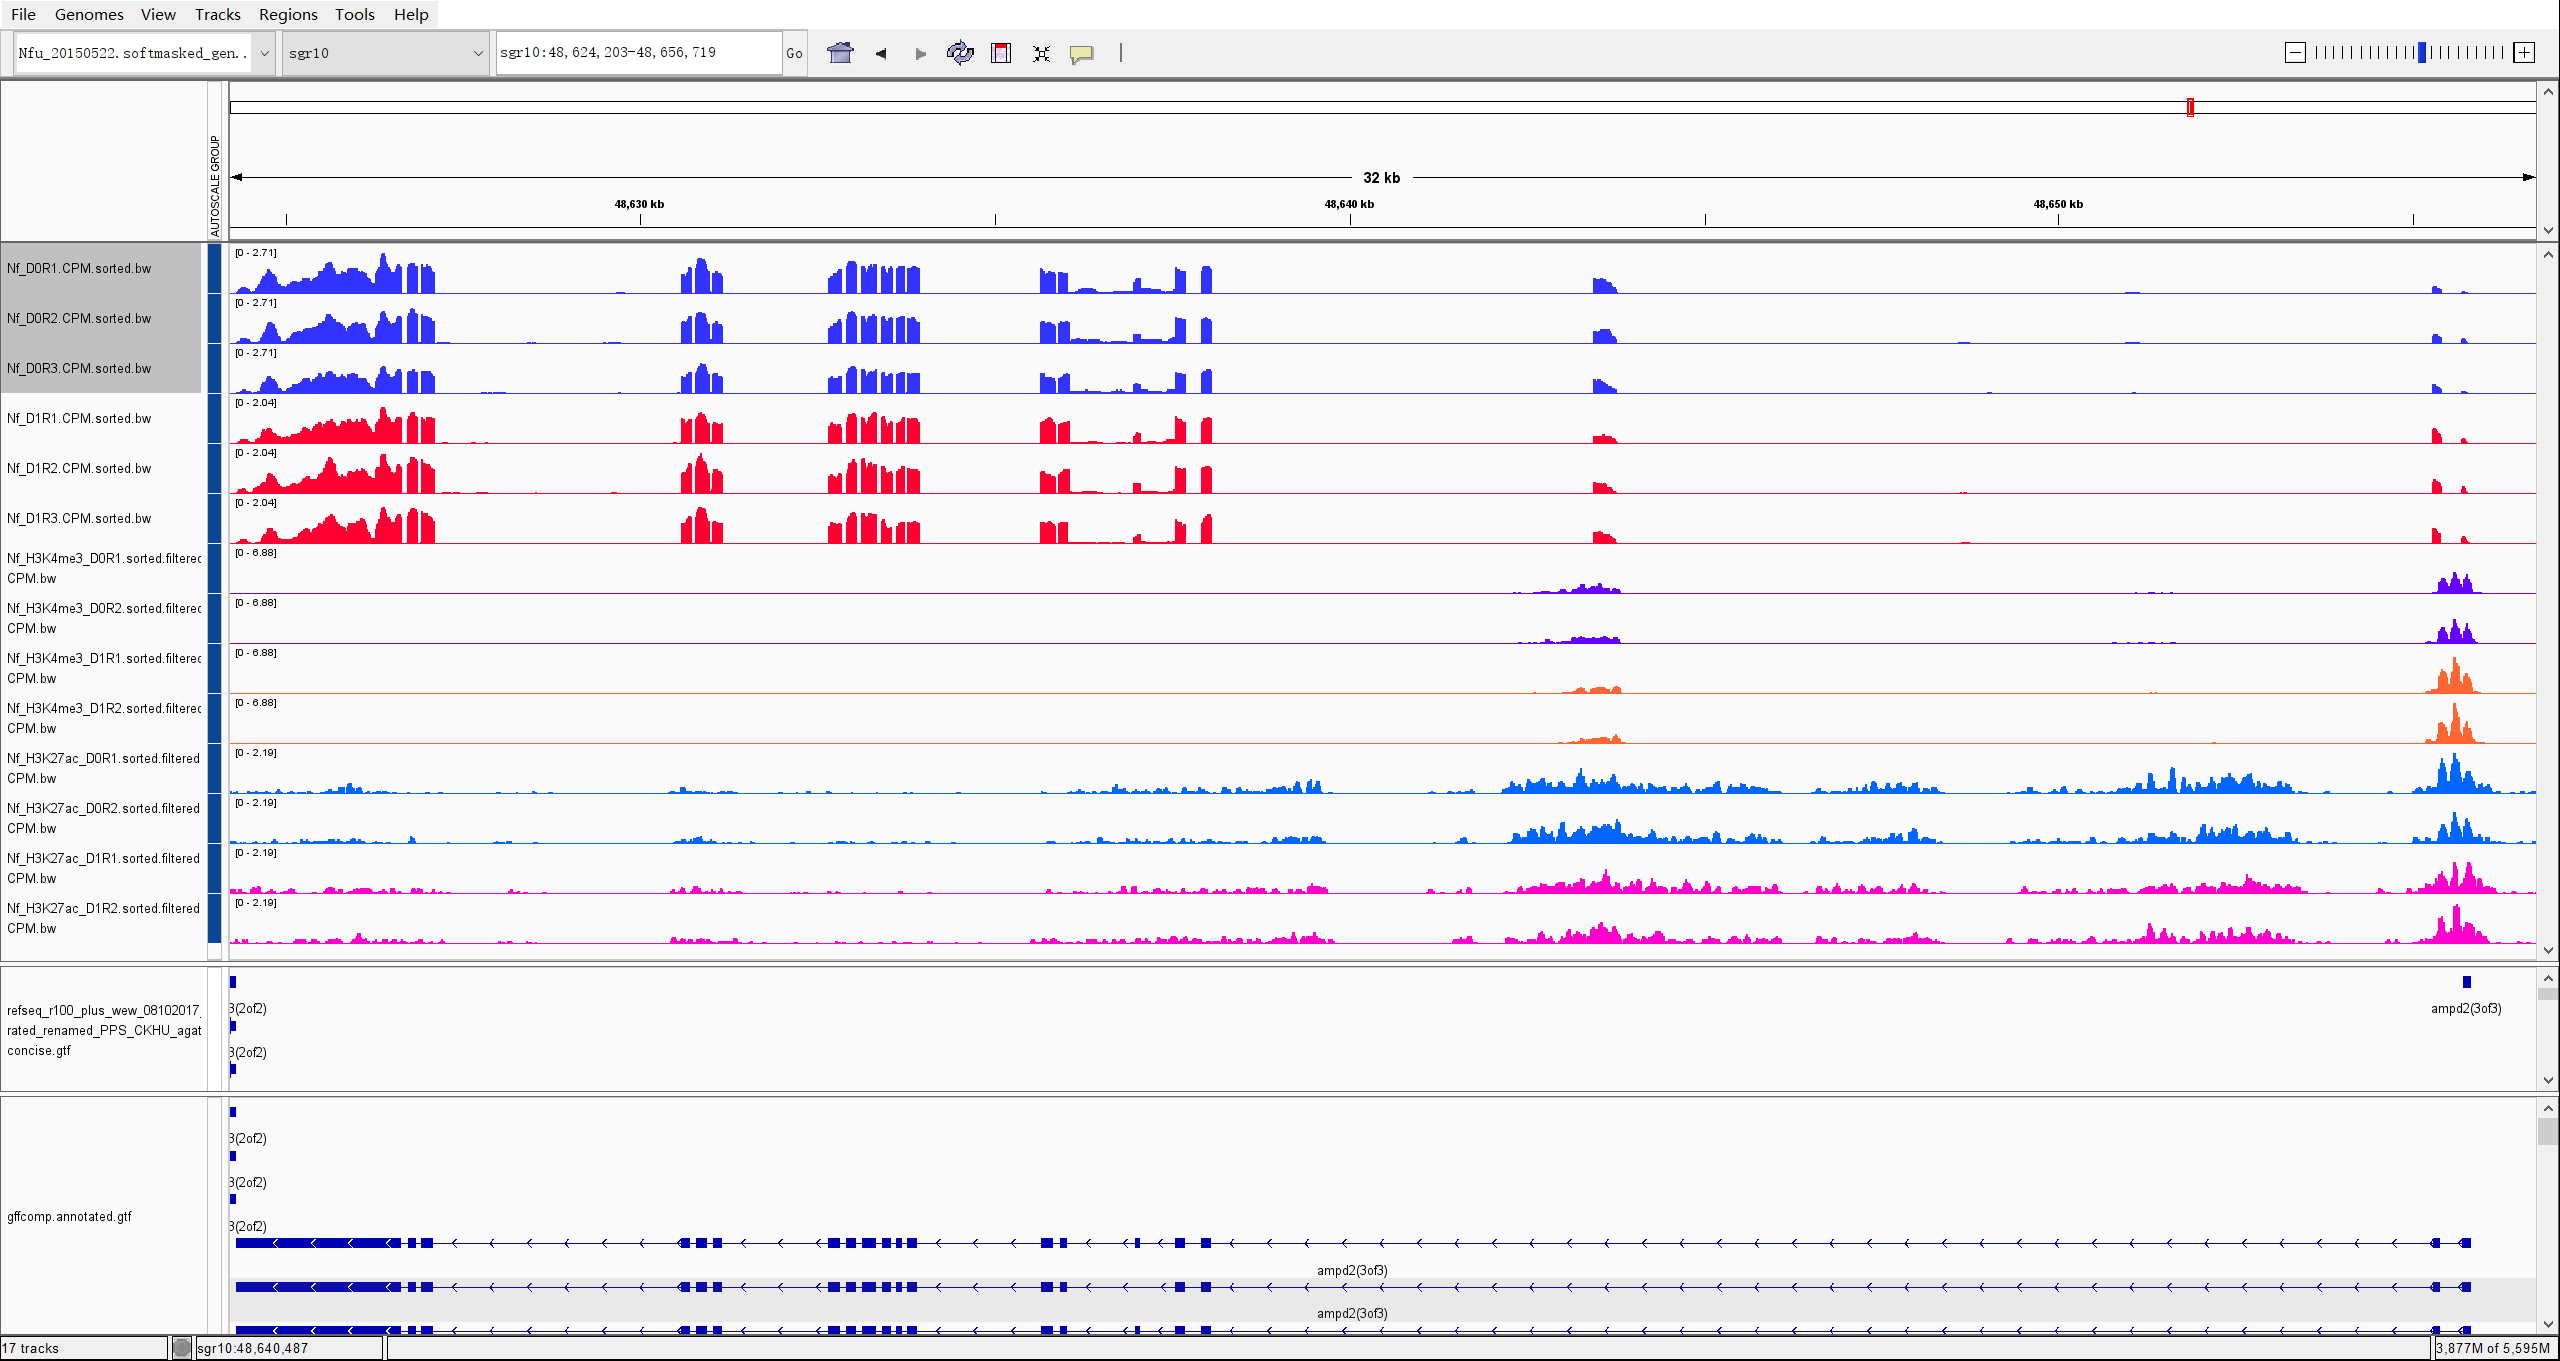 File Genomes View Tracks Regions Tools Help
Nfu_20150522.softmasked_gen.. sgr10 sgr10:48,624,203-48,656,719 Go
AUTOSCALE GROUP
32 kb
48,630 kb 48,640 kb 48,650 kb
Nf_D0R1.CPM.sorted.bw [0 - 2.71]
Nf_D0R2.CPM.sorted.bw [0 - 2.71]
Nf_D0R3.CPM.sorted.bw [0 - 2.71]
Nf_D1R1.CPM.sorted.bw [0 - 2.04]
Nf_D1R2.CPM.sorted.bw [0 - 2.04]
Nf_D1R3.CPM.sorted.bw [0 - 2.04]
Nf_H3K4me3_D0R1.sorted.filtered [0 - 6.88]
CPM.bw
Nf_H3K4me3_D0R2.sorted.filtered [0 - 6.88]
CPM.bw
Nf_H3K4me3_D1R1.sorted.filtered [0 - 6.88]
CPM.bw
Nf_H3K4me3_D1R2.sorted.filtered [0 - 6.88]
CPM.bw
Nf_H3K27ac_D0R1.sorted.filtered [0 - 2.19]
CPM.bw
Nf_H3K27ac_D0R2.sorted.filtered [0 - 2.19]
CPM.bw
Nf_H3K27ac_D1R1.sorted.filtered [0 - 2.19]
CPM.bw
Nf_H3K27ac_D1R2.sorted.filtered [0 - 2.19]
CPM.bw
refseq_r100_plus_wew_08102017_
rated_renamed_PPS_CKHU_agat
concise.gtf
3(2of2) ampd2(3of3)
3(2of2)
gffcomp.annotated.gtf
3(2of2)
3(2of2)
3(2of2)
ampd2(3of3)
ampd2(3of3)
17 tracks sgr10:48,640,487 3,877M of 5,595M